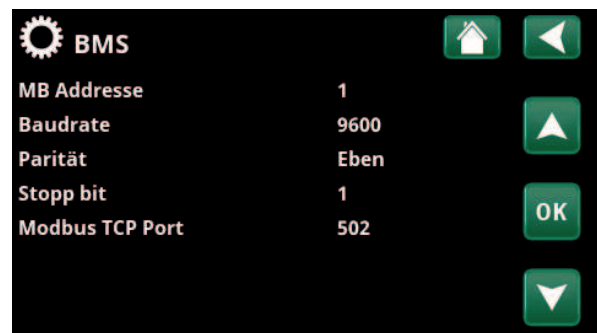 BMS
MB Addresse 1
Baudrate 9600
Parität Eben
Stopp bit 1
Modbus TCP Port 502
OK